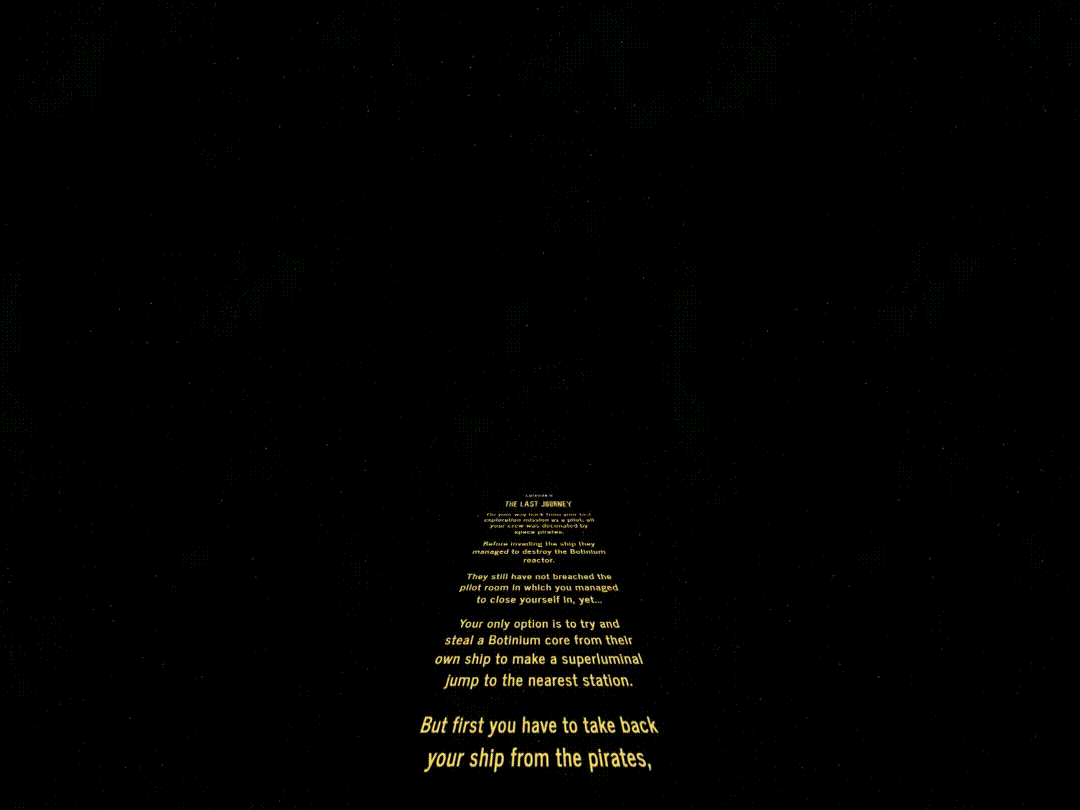 THE LAST JOURNEY
On your way back from your last
exploration mission as a pilot, all
your crew was decimated by
space pirates.
Before invading the ship they
managed to destroy the Botinium
reactor.
They still have not breached the
pilot room in which you managed
to close yourself in, yet...
Your only option is to try and
steal a Botinium core from their
own ship to make a superluminal
jump to the nearest station.
But first you have to take back
your ship from the pirates,